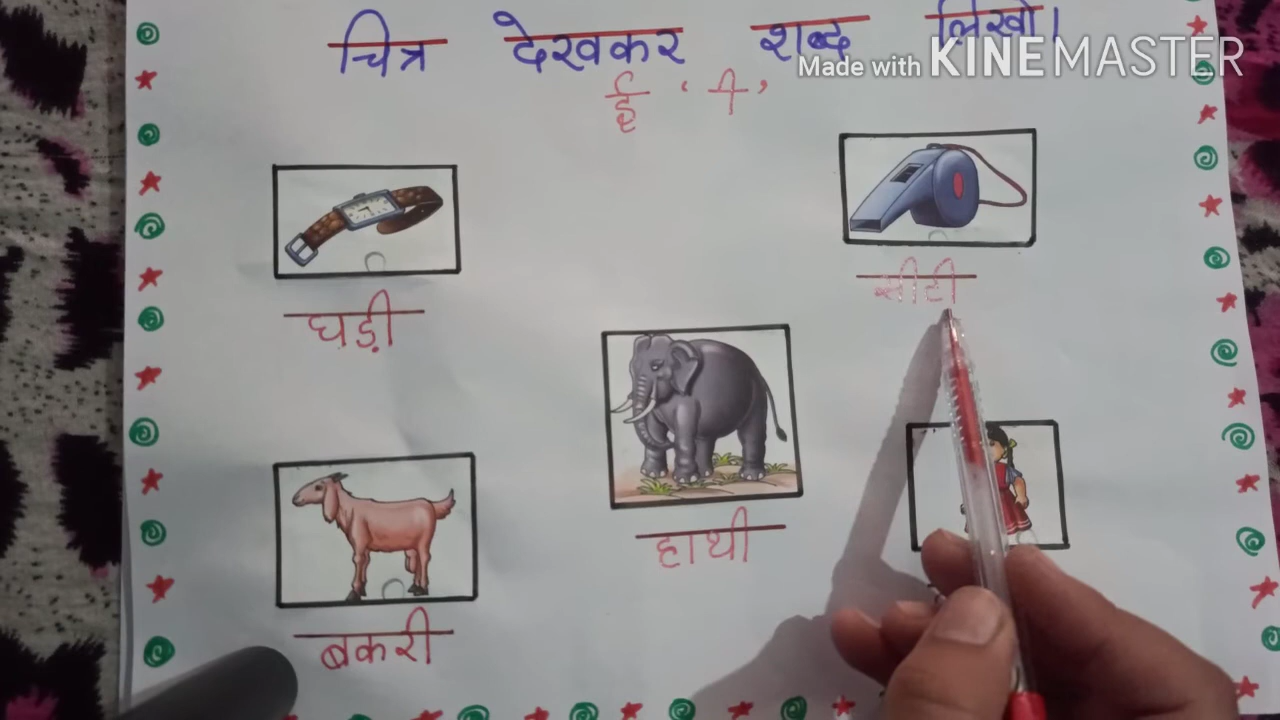 चित्र देखकर शब्द लिखो।
Made with KINEMASTER
ई ' ी '
घड़ी
सीटी
हाथी
बकरी